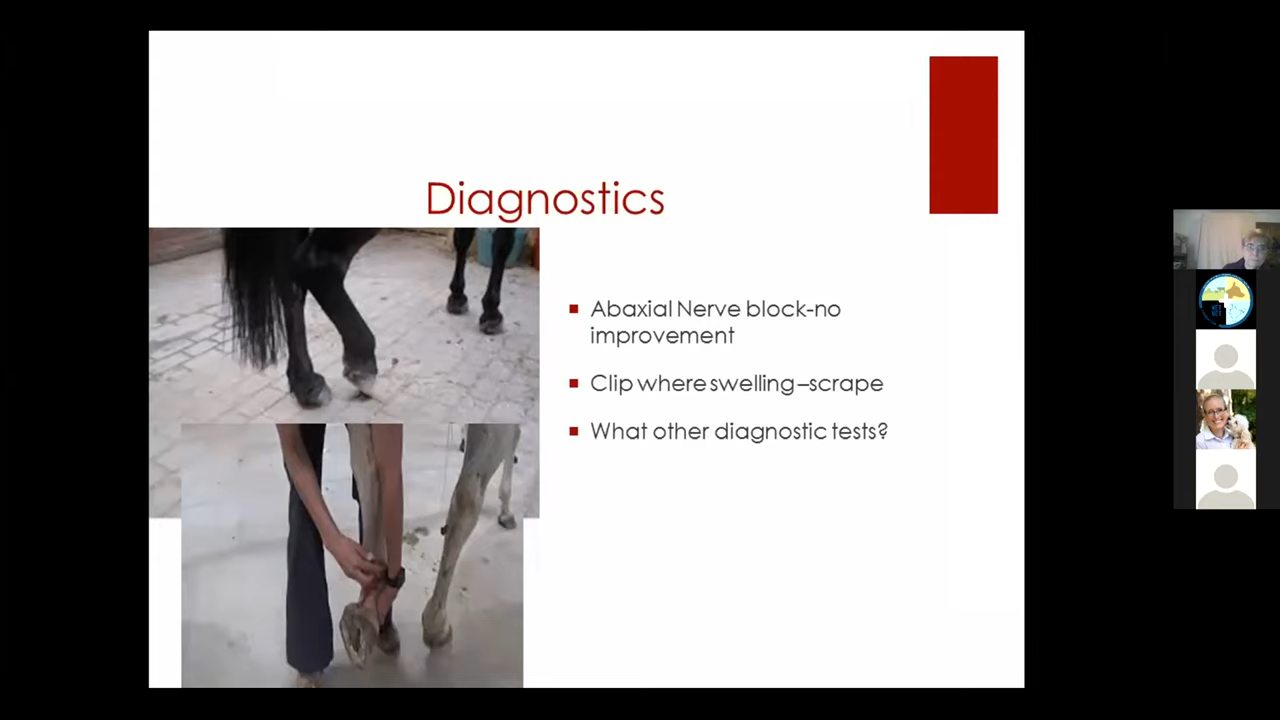 Diagnostics
Abaxial Nerve block-no
improvement
Clip where swelling –scrape
What other diagnostic tests?